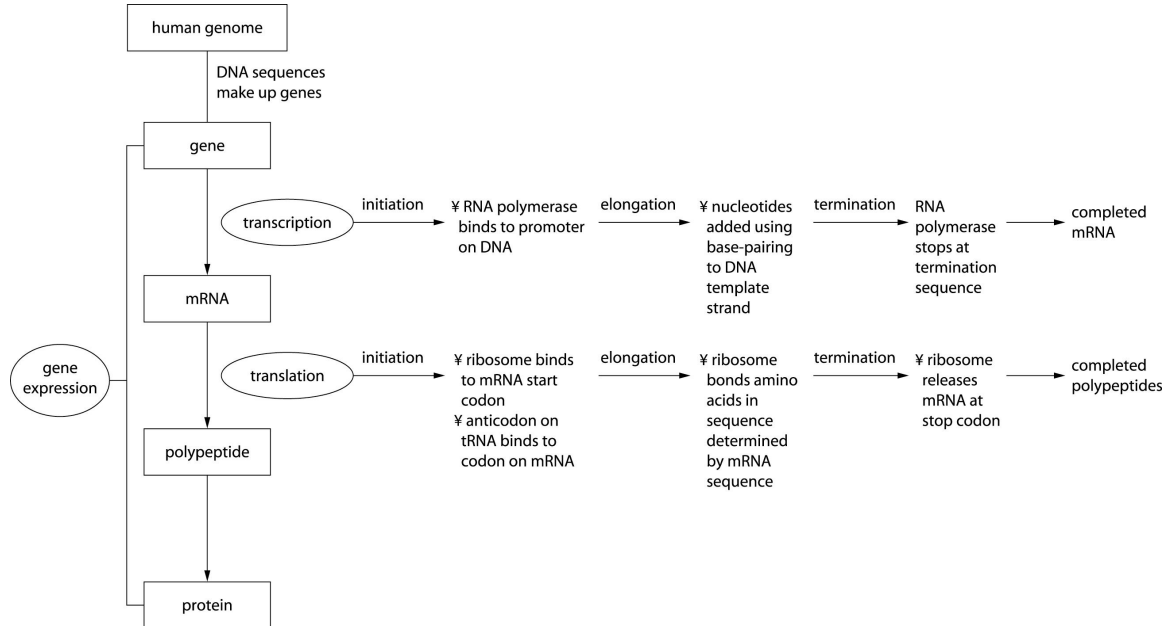 human genome
DNA sequences
make up genes
gene
transcription
initiation
¥ RNA polymerase
binds to promoter
on DNA
elongation
¥ nucleotides
added using
base-pairing
to DNA
template
strand
termination
RNA
polymerase
stops at
termination
sequence
completed
mRNA
mRNA
gene
expression
translation
initiation
¥ ribosome binds
to mRNA start
codon
¥ anticodon on
tRNA binds to
codon on mRNA
elongation
¥ ribosome
bonds amino
acids in
sequence
determined
by mRNA
sequence
termination
¥ ribosome
releases
mRNA at
stop codon
completed
polypeptides
polypeptide
protein